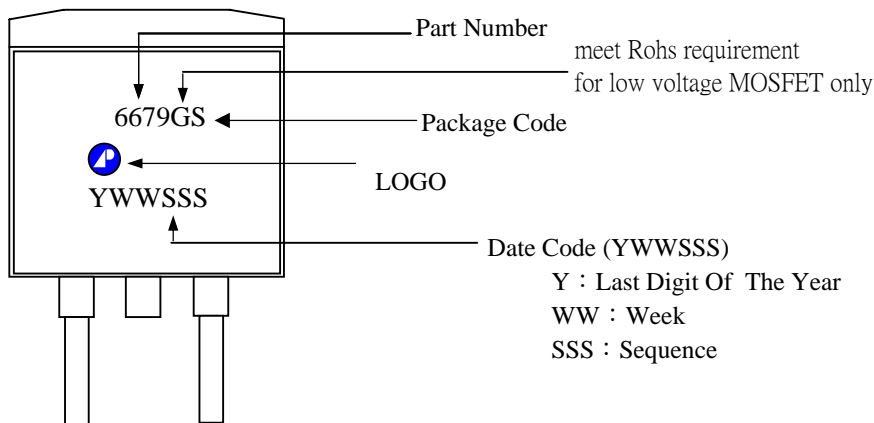 Part Number
meet Rohs requirement
for low voltage MOSFET only
6679GS
Package Code
LOGO
YWWSSS
Date Code (YWWSSS)
Y：Last Digit Of The Year
WW：Week
SSS：Sequence